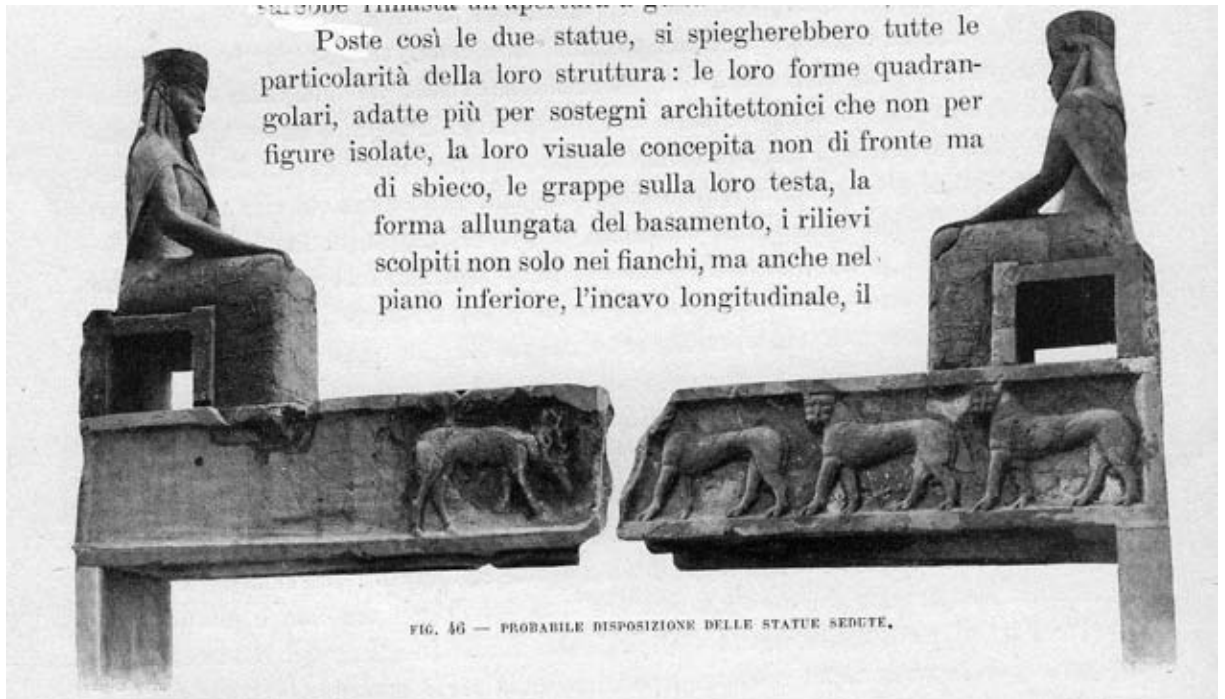 Poste così le due statue, si spiegherebbero tutte le
particolarità della loro struttura: le loro forme quadran-
golari, adatte più per sostegni architettonici che non per
figure isolate, la loro visuale concepita non di fronte ma
di sbieco, le grappe sulla loro testa, la
forma allungata del basamento, i rilievi
scolpiti non solo nei fianchi, ma anche nel
piano inferiore, l'incavo longitudinale, il
FIG. 46 — PROBABILE DISPOSIZIONE DELLE STATUE SEDUTE.